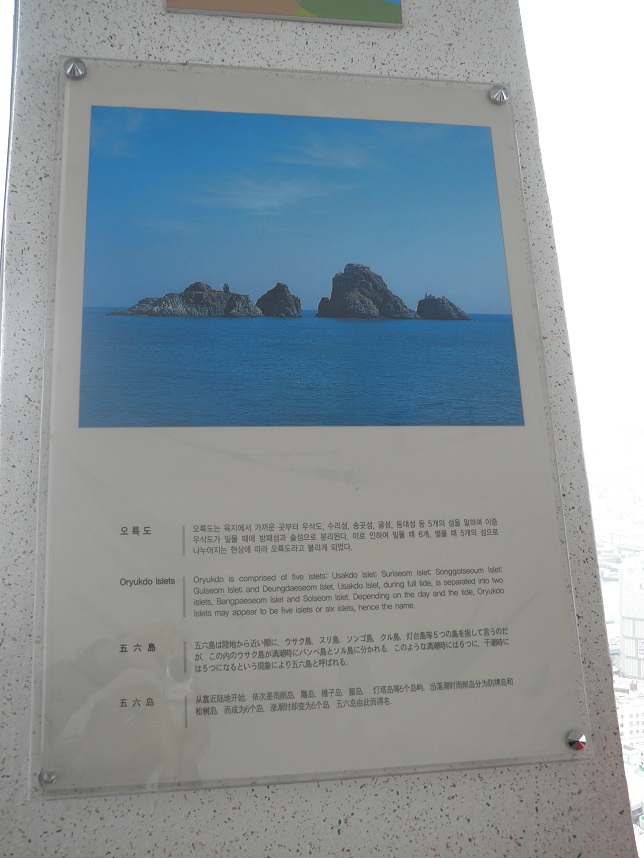 오륙도
오륙도는 육지에서 가까운 곳부터 우삭도, 수리섬, 송곳섬, 굴섬, 등대섬 등 5개의 섬을 말하며 이중
우삭도가 밀물 때에 방패섬과 솔섬으로 분리된다. 이로 인하여 밀물 때 6개, 썰물 때 5개의 섬으로
나누어지는 현상에 따라 오륙도라고 불리게 되었다.
Oryukdo Islets
Oryukdo is comprised of five islets: Usakdo Islet Suriseom Islet Songgotseoum Islet
Gulseom Islet and Deungdaeseom Islet, Usakdo Islet, during full tide, is separated into two
islets, Bangpaeseom Islet and Solseom Islet. Depending on the day and the tide, Oryukdo
Islets may appear to be five islets or six islets, hence the name.
五六島
五六島は陸地から近い順に、ウサク島、スリ島、ソンゴ島、クル島、灯台島等5つの島を指して言うのだ
が、この内のウサク島が満潮時にバンペ島とソル島に分かれる。このような満潮時には6つに、干潮時に
は5つになるという現象により五六島と呼ばれる。
五六岛
从靠近陆地开始，依次是雨削岛、雕岛、锥子岛、窟岛、灯塔岛等5个岛屿，当落潮时雨削岛分为防牌岛和
松树岛，而成为6个岛，涨潮时却变为5个岛，五六岛由此而得名。